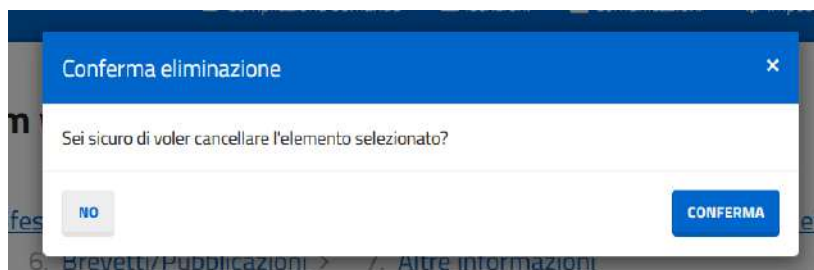 Conferma eliminazione ×
Sei sicuro di voler cancellare l'elemento selezionato?
NO CONFERMA
6. Brevetti/Pubblicazioni > 7. Altre informazioni